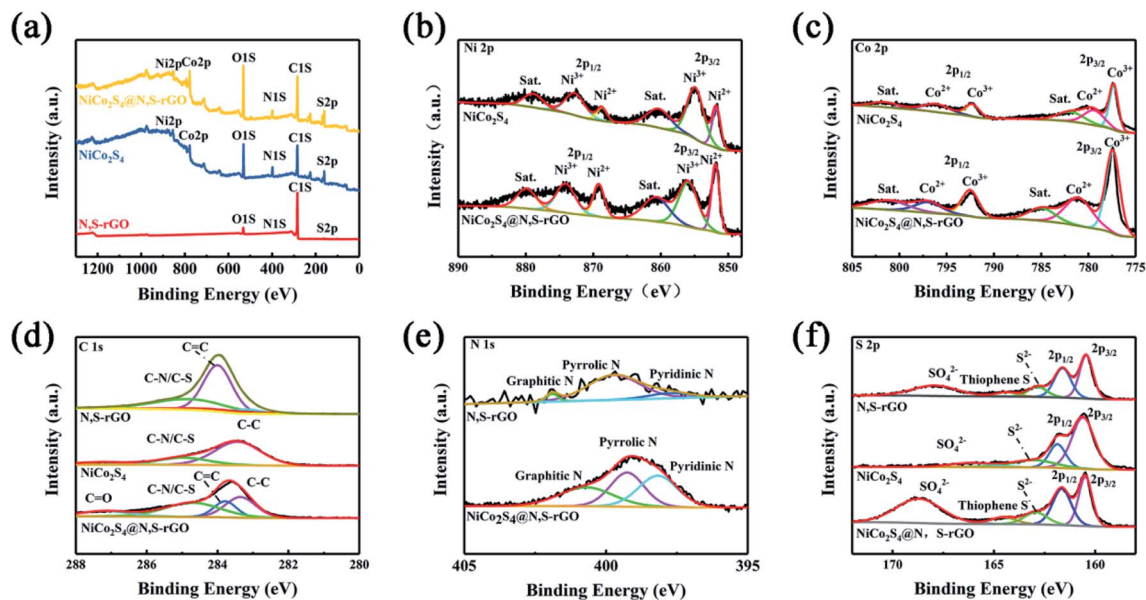 (a)
Ni2p
Co2p
O1S
N1S
C1S
S2p
NiCo₂S₄@N,S-rGO
Ni2p
Co2p
O1S
N1S
C1S
S2p
NiCo₂S₄
C1S
O1S
N1S
S2p
N,S-rGO
1200 1000 800 600 400 200 0
Binding Energy (eV)
Intensity (a.u.)
(b)
Ni 2p
2p₁/₂
2p₃/₂
Sat.
Ni³⁺
Ni²⁺
Sat.
Ni³⁺
Ni²⁺
NiCo₂S₄
2p₁/₂
2p₃/₂
Sat.
Ni³⁺
Ni²⁺
Sat.
Ni³⁺
Ni²⁺
NiCo₂S₄@N,S-rGO
890 880 870 860 850
Binding Energy（eV）
Intensity（a.u.）
(c)
Co 2p
2p₁/₂
2p₃/₂
Sat.
Co²⁺
Co³⁺
Sat.
Co²⁺
Co³⁺
NiCo₂S₄
2p₁/₂
2p₃/₂
Sat.
Co²⁺
Co³⁺
Sat.
Co²⁺
Co³⁺
NiCo₂S₄@N,S-rGO
805 800 795 790 785 780 775
Binding Energy (eV)
Intensity (a.u.)
(d)
C 1s
C=C
C-N/C-S
N,S-rGO
C-C
C-N/C-S
NiCo₂S₄
C=C
C-C
C=O
C-N/C-S
NiCo₂S₄@N,S-rGO
288 286 284 282 280
Binding Energy (eV)
Intensity (a.u.)
(e)
N 1s
Pyrrolic N
Graphitic N
Pyridinic N
N,S-rGO
Pyrrolic N
Graphitic N
Pyridinic N
NiCo₂S₄@N,S-rGO
405 400 395
Binding Energy (eV)
Intensity (a.u.)
(f)
S 2p
2p₃/₂
2p₁/₂
S²⁻
SO₄²⁻
Thiophene S
N,S-rGO
2p₃/₂
2p₁/₂
S²⁻
SO₄²⁻
NiCo₂S₄
2p₃/₂
2p₁/₂
S²⁻
SO₄²⁻
Thiophene S
NiCo₂S₄@N，S-rGO
170 165 160
Binding Energy (eV)
Intensity (a.u.)